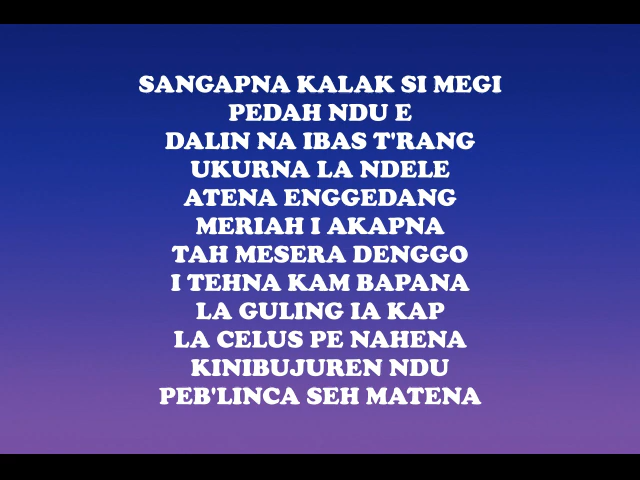 SANGAPNA KALAK SI MEGI
PEDAH NDU E
DALIN NA IBAS T'RANG
UKURNA LA NDELE
ATENA ENGGEDANG
MERIAH I AKAPNA
TAH MESERA DENGGO
I TEHNA KAM BAPANA
LA GULING IA KAP
LA CELUS PE NAHENA
KINIBUJUREN NDU
PEB'LINCA SEH MATENA